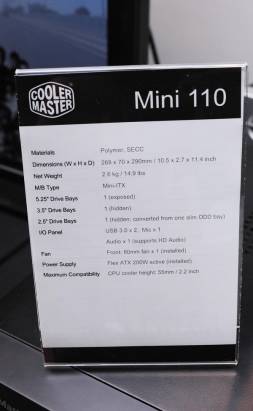 COOLER
MASTER
Mini 110
Materials Polymer, SECC
Dimensions (W x H x D) 269 x 70 x 290mm / 10.5 x 2.7 x 11.4 inch
Net Weight 2.6 kg / 14.9 lbs
M/B Type Mini-ITX
5.25" Drive Bays 1 (exposed)
3.5" Drive Bays 1 (hidden)
2.5" Drive Bays 1 (hidden, converted from one slim ODD bay)
I/O Panel USB 3.0 x 2, Mic x 1
Audio x 1 (supports HD Audio)
Fan Front: 80mm fan x 1 (installed)
Power Supply Flex ATX 200W active (installed)
Maximum Compatibility CPU cooler height: 55mm / 2.2 inch